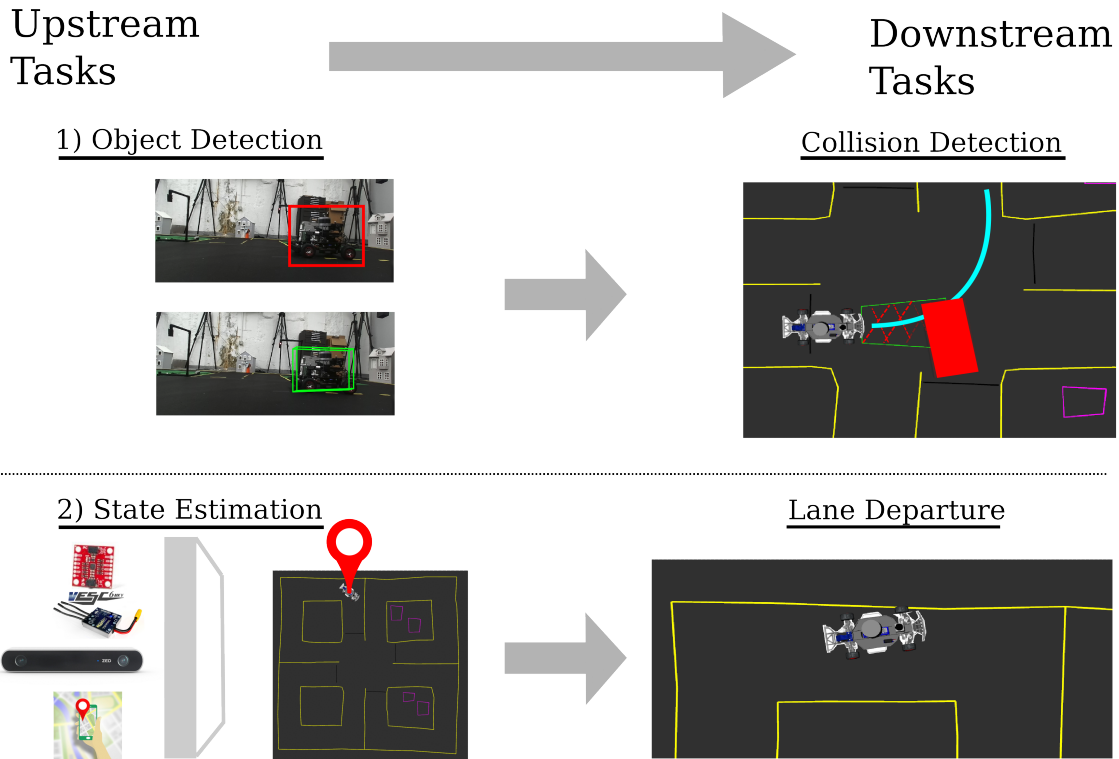 Upstream
Tasks
Downstream
Tasks
1) Object Detection
Collision Detection
2) State Estimation
Lane Departure
VESC
ZED